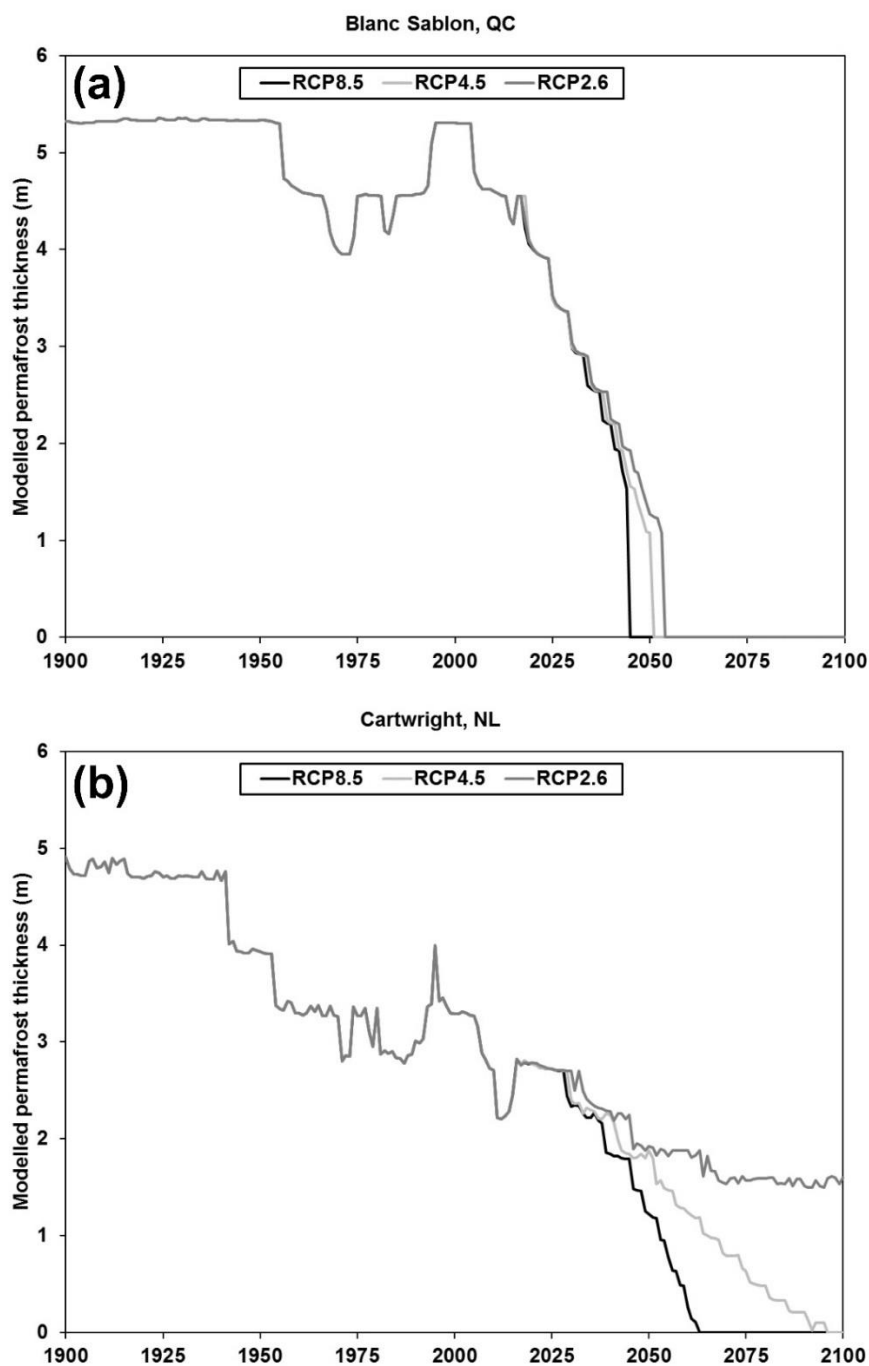 Blanc Sablon, QC
(a)
RCP8.5 RCP4.5 RCP2.6
Modelled permafrost thickness (m)
6
5
4
3
2
1
0
1900 1925 1950 1975 2000 2025 2050 2075 2100
Cartwright, NL
(b)
RCP8.5 RCP4.5 RCP2.6
Modelled permafrost thickness (m)
6
5
4
3
2
1
0
1900 1925 1950 1975 2000 2025 2050 2075 2100